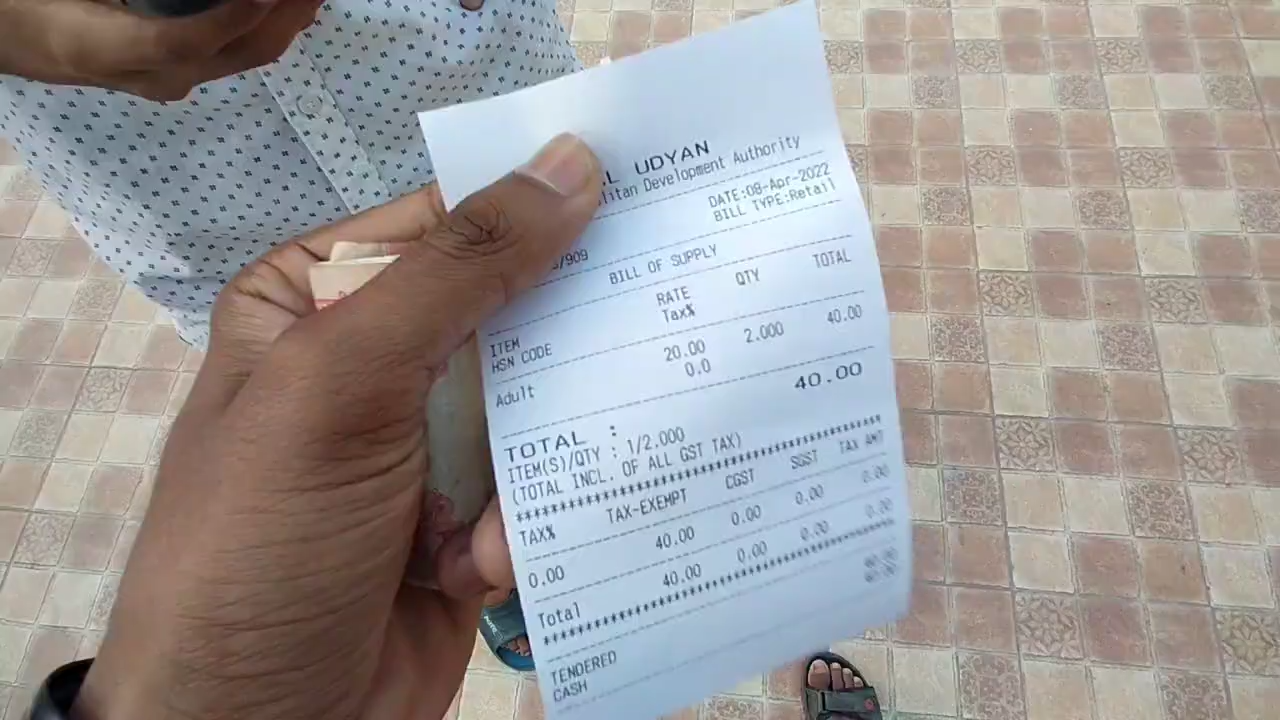 UDYAN
Development Authority
DATE:08-Apr-2022
BILL TYPE:Retail
/909
BILL OF SUPPLY
ITEM RATE QTY TOTAL
HSN CODE Tax%
Adult 20.00 2.000 40.00
0.0
TOTAL : 40.00
ITEM(S)/QTY : 1/2.000
(TOTAL INCL. OF ALL GST TAX)
****************************************
TAX% TAX-EXEMPT CGST SGST TAX AMT
0.00 40.00 0.00 0.00 0.00
Total 40.00 0.00 0.00 0.00
****************************************
TENDERED
CASH